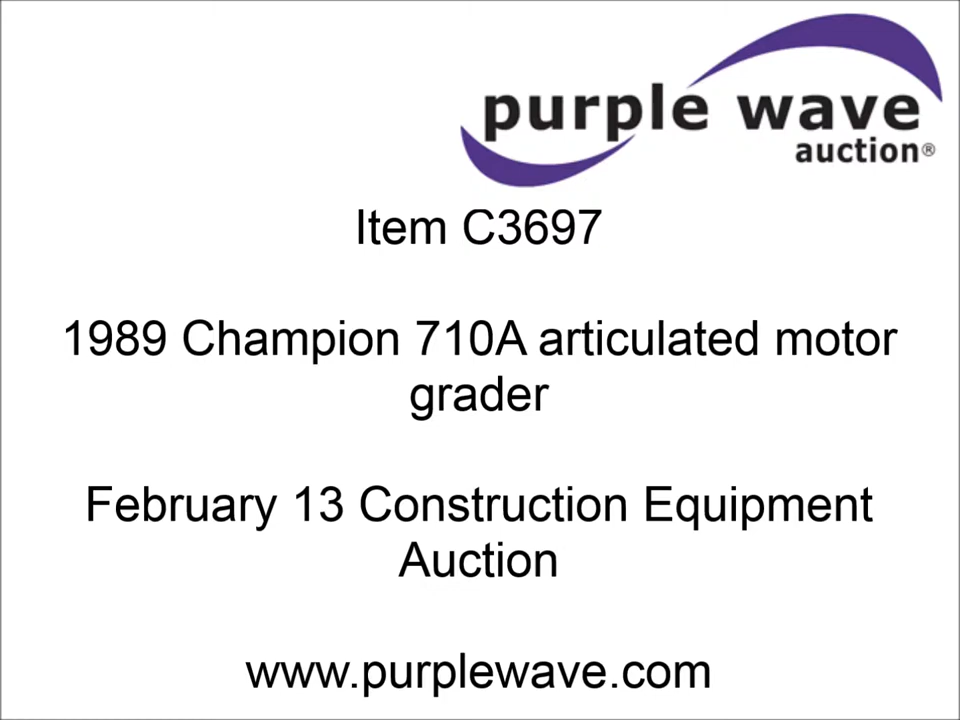 purple wave
auction®
Item C3697
1989 Champion 710A articulated motor
grader
February 13 Construction Equipment
Auction
www.purplewave.com